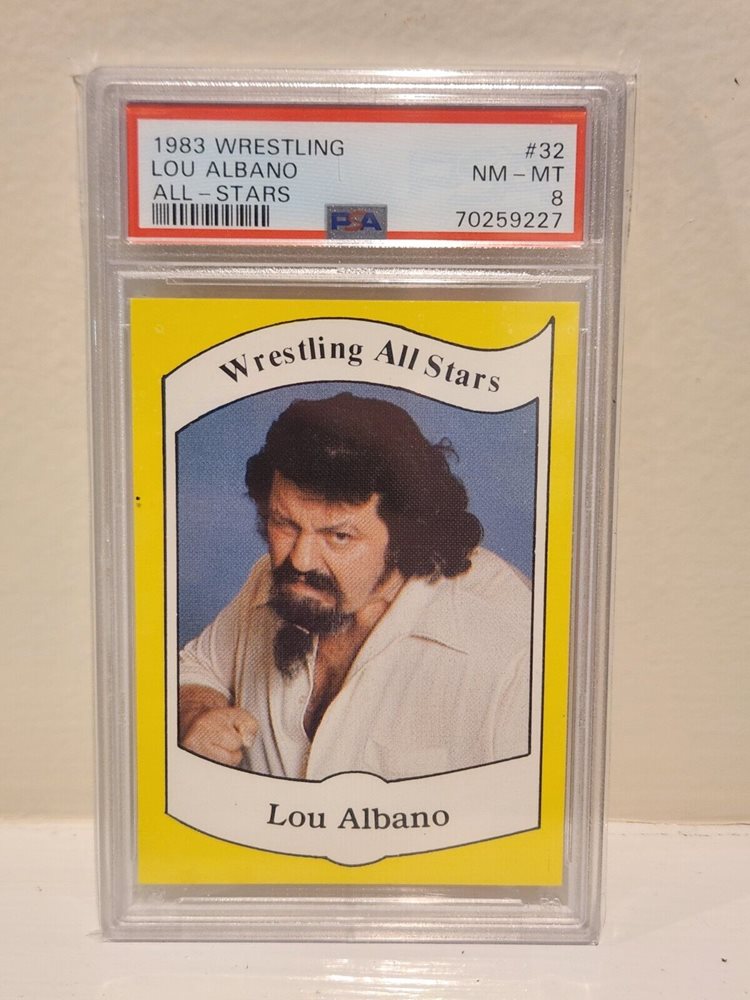 1983 WRESTLING #32
LOU ALBANO NM - MT
ALL - STARS 8
PSA 70259227
Wrestling All Stars
Lou Albano